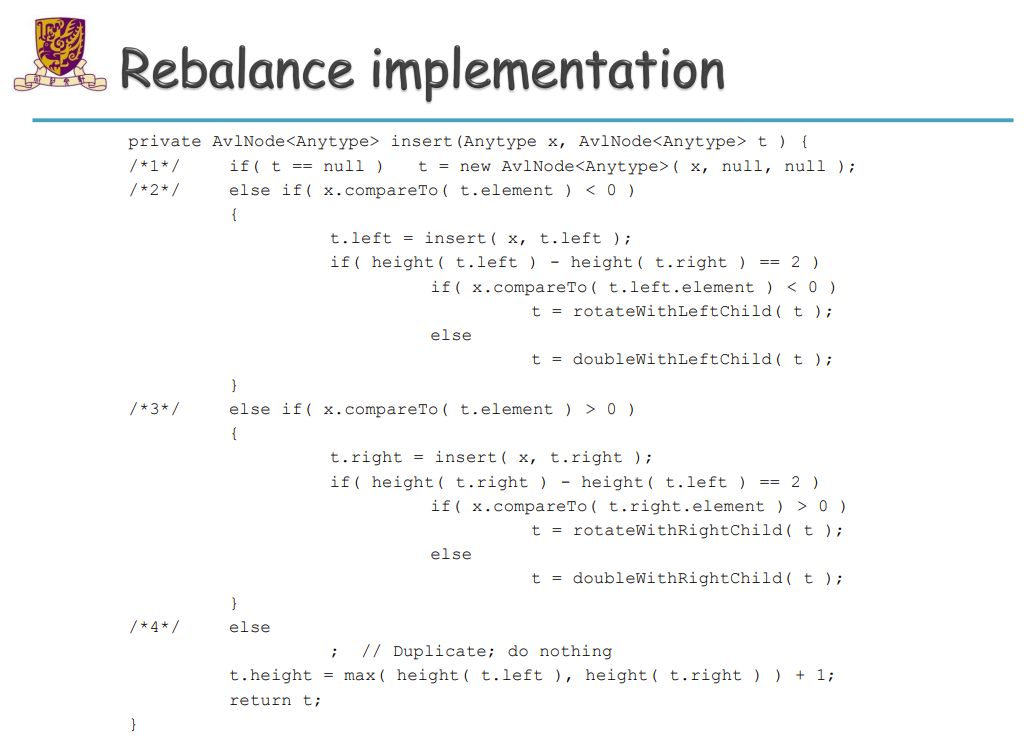 Rebalance implementation
private AvlNode<Anytype> insert(Anytype x, AvlNode<Anytype> t ) {
/*1*/ if( t == null ) t = new AvlNode<Anytype>( x, null, null );
/*2*/ else if( x.compareTo( t.element ) < 0 )
{
t.left = insert( x, t.left );
if( height( t.left ) - height( t.right ) == 2 )
if( x.compareTo( t.left.element ) < 0 )
t = rotateWithLeftChild( t );
else
t = doubleWithLeftChild( t );
}
/*3*/ else if( x.compareTo( t.element ) > 0 )
{
t.right = insert( x, t.right );
if( height( t.right ) - height( t.left ) == 2 )
if( x.compareTo( t.right.element ) > 0 )
t = rotateWithRightChild( t );
else
t = doubleWithRightChild( t );
}
/*4*/ else
; // Duplicate; do nothing
t.height = max( height( t.left ), height( t.right ) ) + 1;
return t;
}